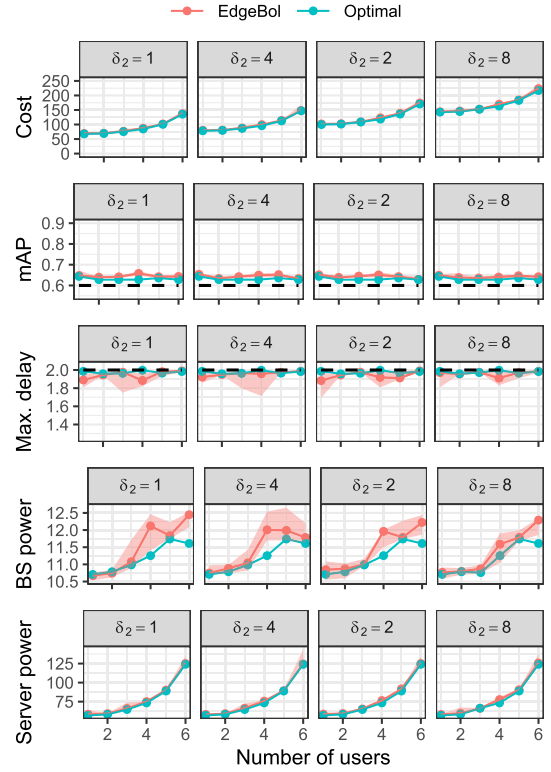 EdgeBol Optimal
δ₂ = 1 δ₂ = 4 δ₂ = 2 δ₂ = 8
Cost
250
200
150
100
50
0
δ₂ = 1 δ₂ = 4 δ₂ = 2 δ₂ = 8
mAP
0.9
0.8
0.7
0.6
δ₂ = 1 δ₂ = 4 δ₂ = 2 δ₂ = 8
Max. delay
2.0
1.8
1.6
1.4
δ₂ = 1 δ₂ = 4 δ₂ = 2 δ₂ = 8
BS power
12.5
12.0
11.5
11.0
10.5
δ₂ = 1 δ₂ = 4 δ₂ = 2 δ₂ = 8
Server power
125
100
75
2 4 6 2 4 6 2 4 6 2 4 6
Number of users